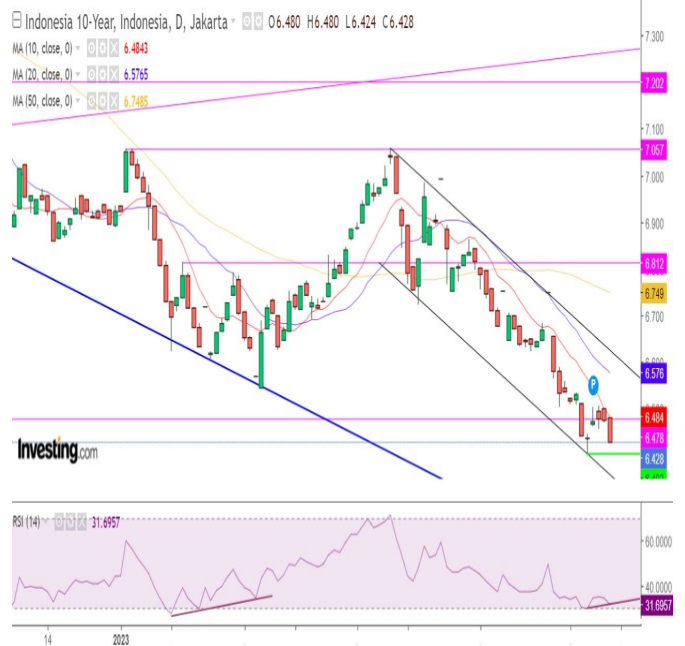 Indonesia 10-Year, Indonesia, D, Jakarta O6.480 H6.480 L6.424 C6.428
MA (10, close, 0) 6.4843
MA (20, close, 0) 6.5765
MA (50, close, 0) 6.7485
7.300
7.202
7.100
7.057
7.000
6.900
6.812
6.749
6.700
6.576
P
6.484
6.478
6.428
Investing.com
RSI (14) 31.6957
60.0000
40.0000
31.6957
14
2023